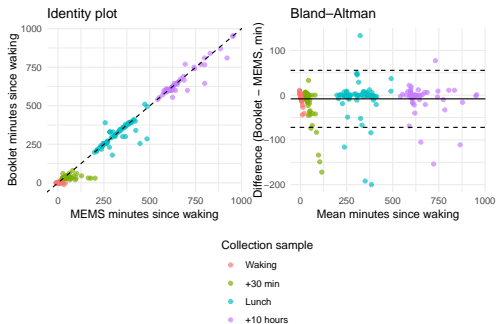 Identity plot
Booklet minutes since waking
1000
750
500
250
0
0 250 500 750 1000
MEMS minutes since waking
Bland−Altman
Difference (Booklet − MEMS, min)
100
0
−100
−200
0 250 500 750 1000
Mean minutes since waking
Collection sample
Waking
+30 min
Lunch
+10 hours